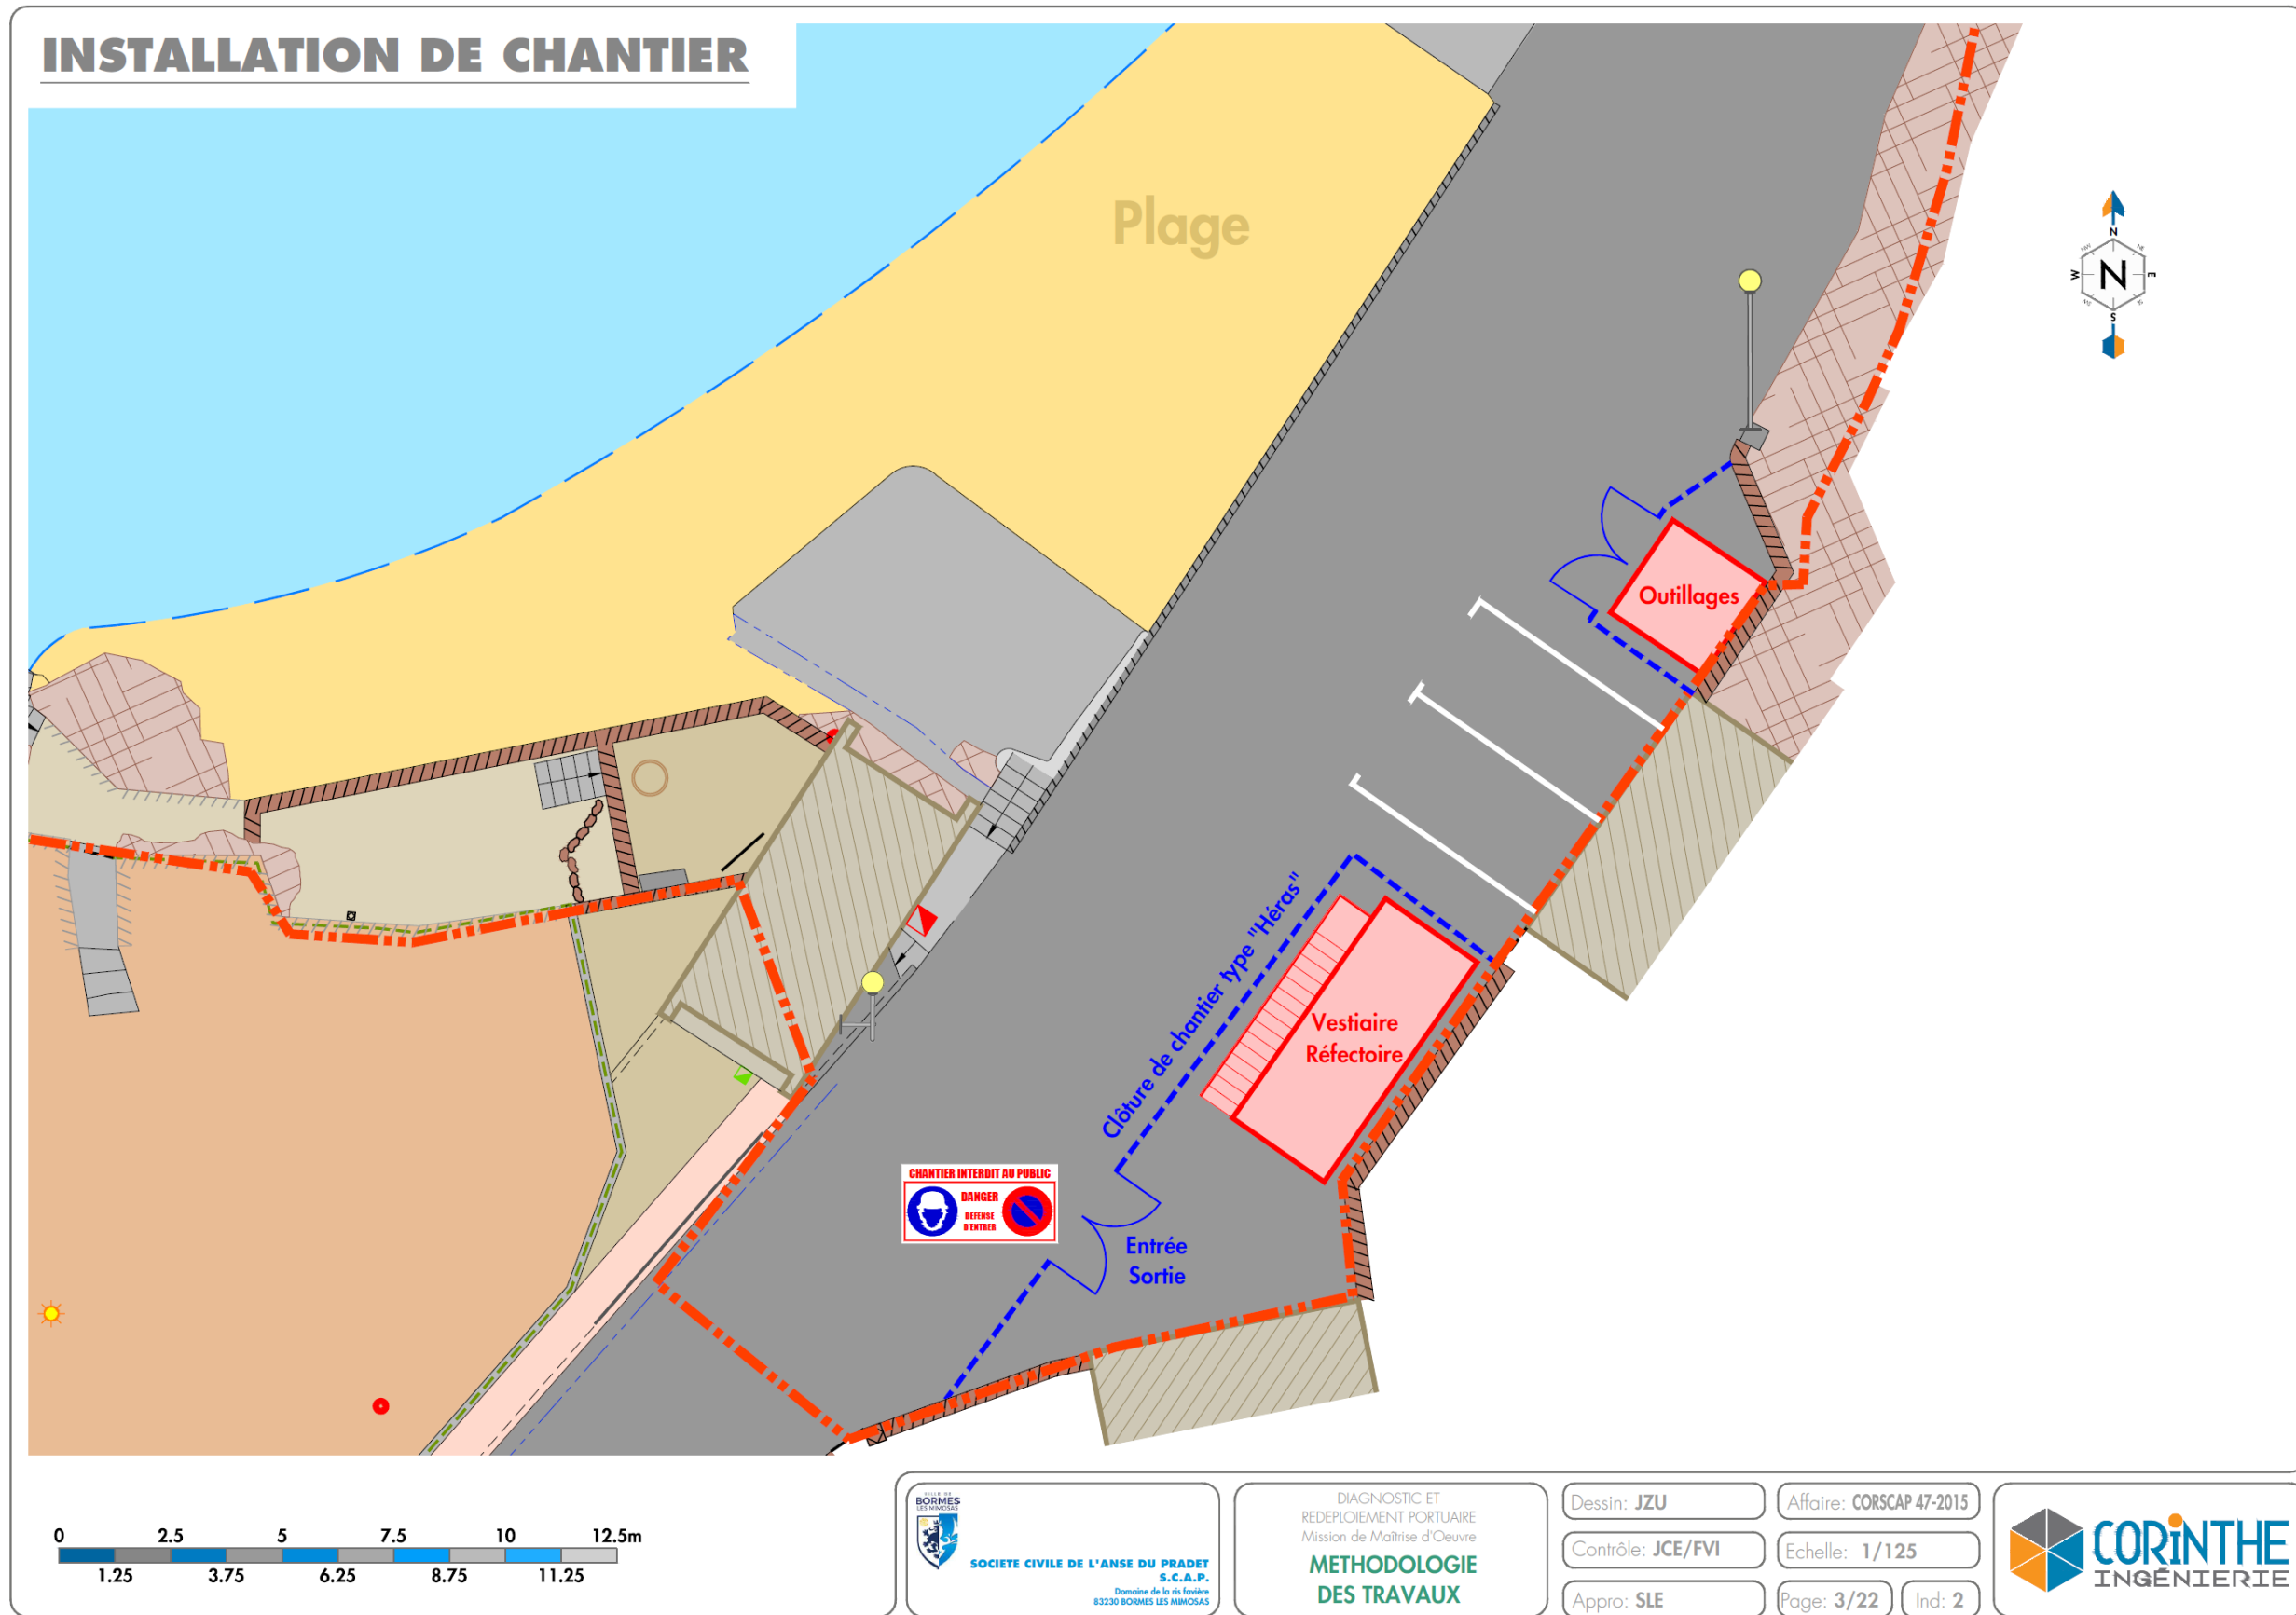 INSTALLATION DE CHANTIER
Plage
N
N
W
E
S
Outillages
Clôture de chantier type "Héras"
Vestiaire
Réfectoire
CHANTIER INTERDIT AU PUBLIC
DANGER
DEFENSE
D'ENTRER
Entrée
Sortie
0 2.5 5 7.5 10 12.5m
1.25 3.75 6.25 8.75 11.25
VILLE DE
BORMES
LES MIMOSAS
SOCIETE CIVILE DE L'ANSE DU PRADET
S.C.A.P.
Domaine de la ris favière
83230 BORMES LES MIMOSAS
DIAGNOSTIC ET
REDEPLOIEMENT PORTUAIRE
Mission de Maîtrise d'Oeuvre
METHODOLOGIE
DES TRAVAUX
Dessin: JZU
Contrôle: JCE/FVI
Appro: SLE
Affaire: CORSCAP 47-2015
Echelle: 1/125
Page: 3/22
Ind: 2
CORiNTHE
INGÉNIERIE